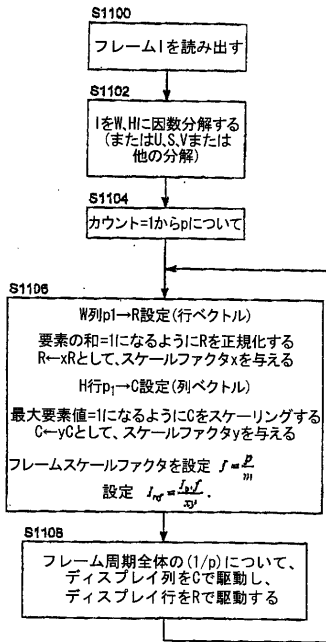 S1100
フレームIを読み出す
S1102
IをW、Hに因数分解する
(またはU、S、Vまたは
他の分解)
S1104
カウント=1からpについて
S1106
W列p1→R設定(行ベクトル)
要素の和=1になるようにRを正規化する
R←xRとして、スケールファクタxを与える
H行p₁→C設定(列ベクトル)
最大要素値=1になるようにCをスケーリングする
C←yCとして、スケールファクタyを与える
フレームスケールファクタを設定 f=p/m
設定
S1108
フレーム周期全体の(1/p)について、
ディスプレイ列をCで駆動し、
ディスプレイ行をRで駆動する